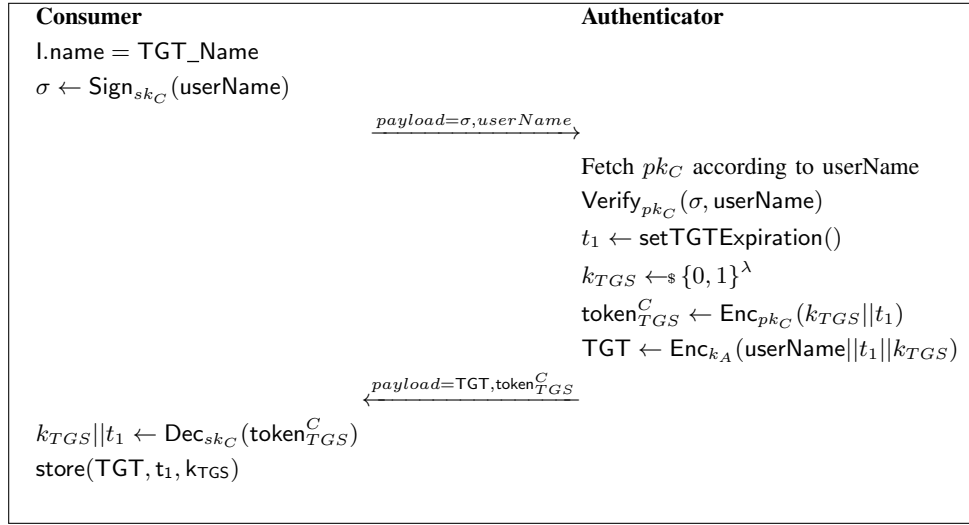 Consumer Authenticator
I.name = TGT_Name
σ ← Sign_{sk_C}(userName)
payload=σ,userName
Fetch pk_C according to userName
Verify_{pk_C}(σ, userName)
t_1 ← setTGTExpiration()
k_{TGS} ←$ {0, 1}^λ
token^C_{TGS} ← Enc_{pk_C}(k_{TGS}||t_1)
TGT ← Enc_{k_A}(userName||t_1||k_{TGS})
payload=TGT,token^C_{TGS}
k_{TGS}||t_1 ← Dec_{sk_C}(token^C_{TGS})
store(TGT, t_1, k_{TGS})